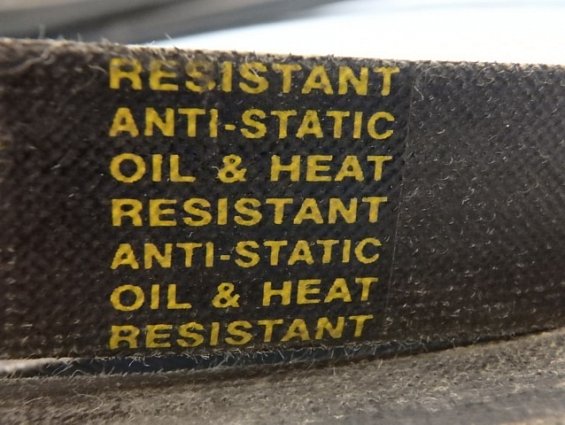 RESISTANT
ANTI-STATIC
OIL & HEAT
RESISTANT
ANTI-STATIC
OIL & HEAT
RESISTANT